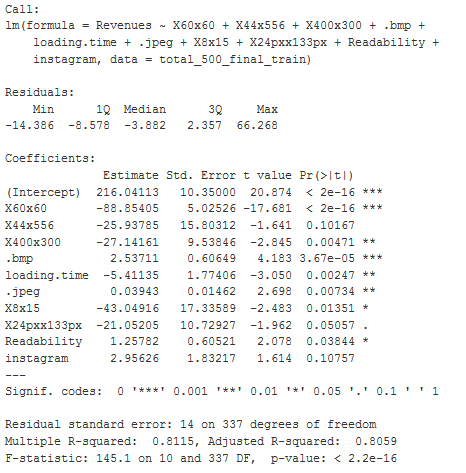 Call:
lm(formula = Revenues ~ X60x60 + X44x556 + X400x300 + .bmp +
    loading.time + .jpeg + X8x15 + X24pxx133px + Readability +
    instagram, data = total_500_final_train)
Residuals:
    Min      1Q  Median      3Q     Max
-14.386  -8.578  -3.882   2.357  66.268
Coefficients:
              Estimate Std. Error t value Pr(>|t|)
(Intercept)  216.04113   10.35000  20.874  < 2e-16 ***
X60x60       -88.85405    5.02526 -17.681  < 2e-16 ***
X44x556      -25.93785   15.80312  -1.641  0.10167
X400x300     -27.14161    9.53846  -2.845  0.00471 **
.bmp           2.53711    0.60649   4.183 3.67e-05 ***
loading.time  -5.41135    1.77406  -3.050  0.00247 **
.jpeg          0.03943    0.01462   2.698  0.00734 **
X8x15        -43.04916   17.33589  -2.483  0.01351 *
X24pxx133px  -21.05205   10.72927  -1.962  0.05057 .
Readability    1.25782    0.60521   2.078  0.03844 *
instagram      2.95626    1.83217   1.614  0.10757
---
Signif. codes:  0 '***' 0.001 '**' 0.01 '*' 0.05 '.' 0.1 ' ' 1
Residual standard error: 14 on 337 degrees of freedom
Multiple R-squared:  0.8115, Adjusted R-squared:  0.8059
F-statistic: 145.1 on 10 and 337 DF,  p-value: < 2.2e-16